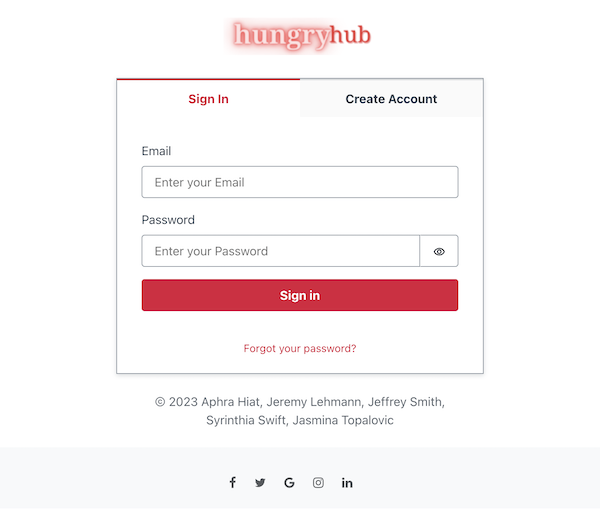 hungryhub
Sign In
Create Account
Email
Enter your Email
Password
Enter your Password
Sign in
Forgot your password?
© 2023 Aphra Hiat, Jeremy Lehmann, Jeffrey Smith,
Syrinthia Swift, Jasmina Topalovic